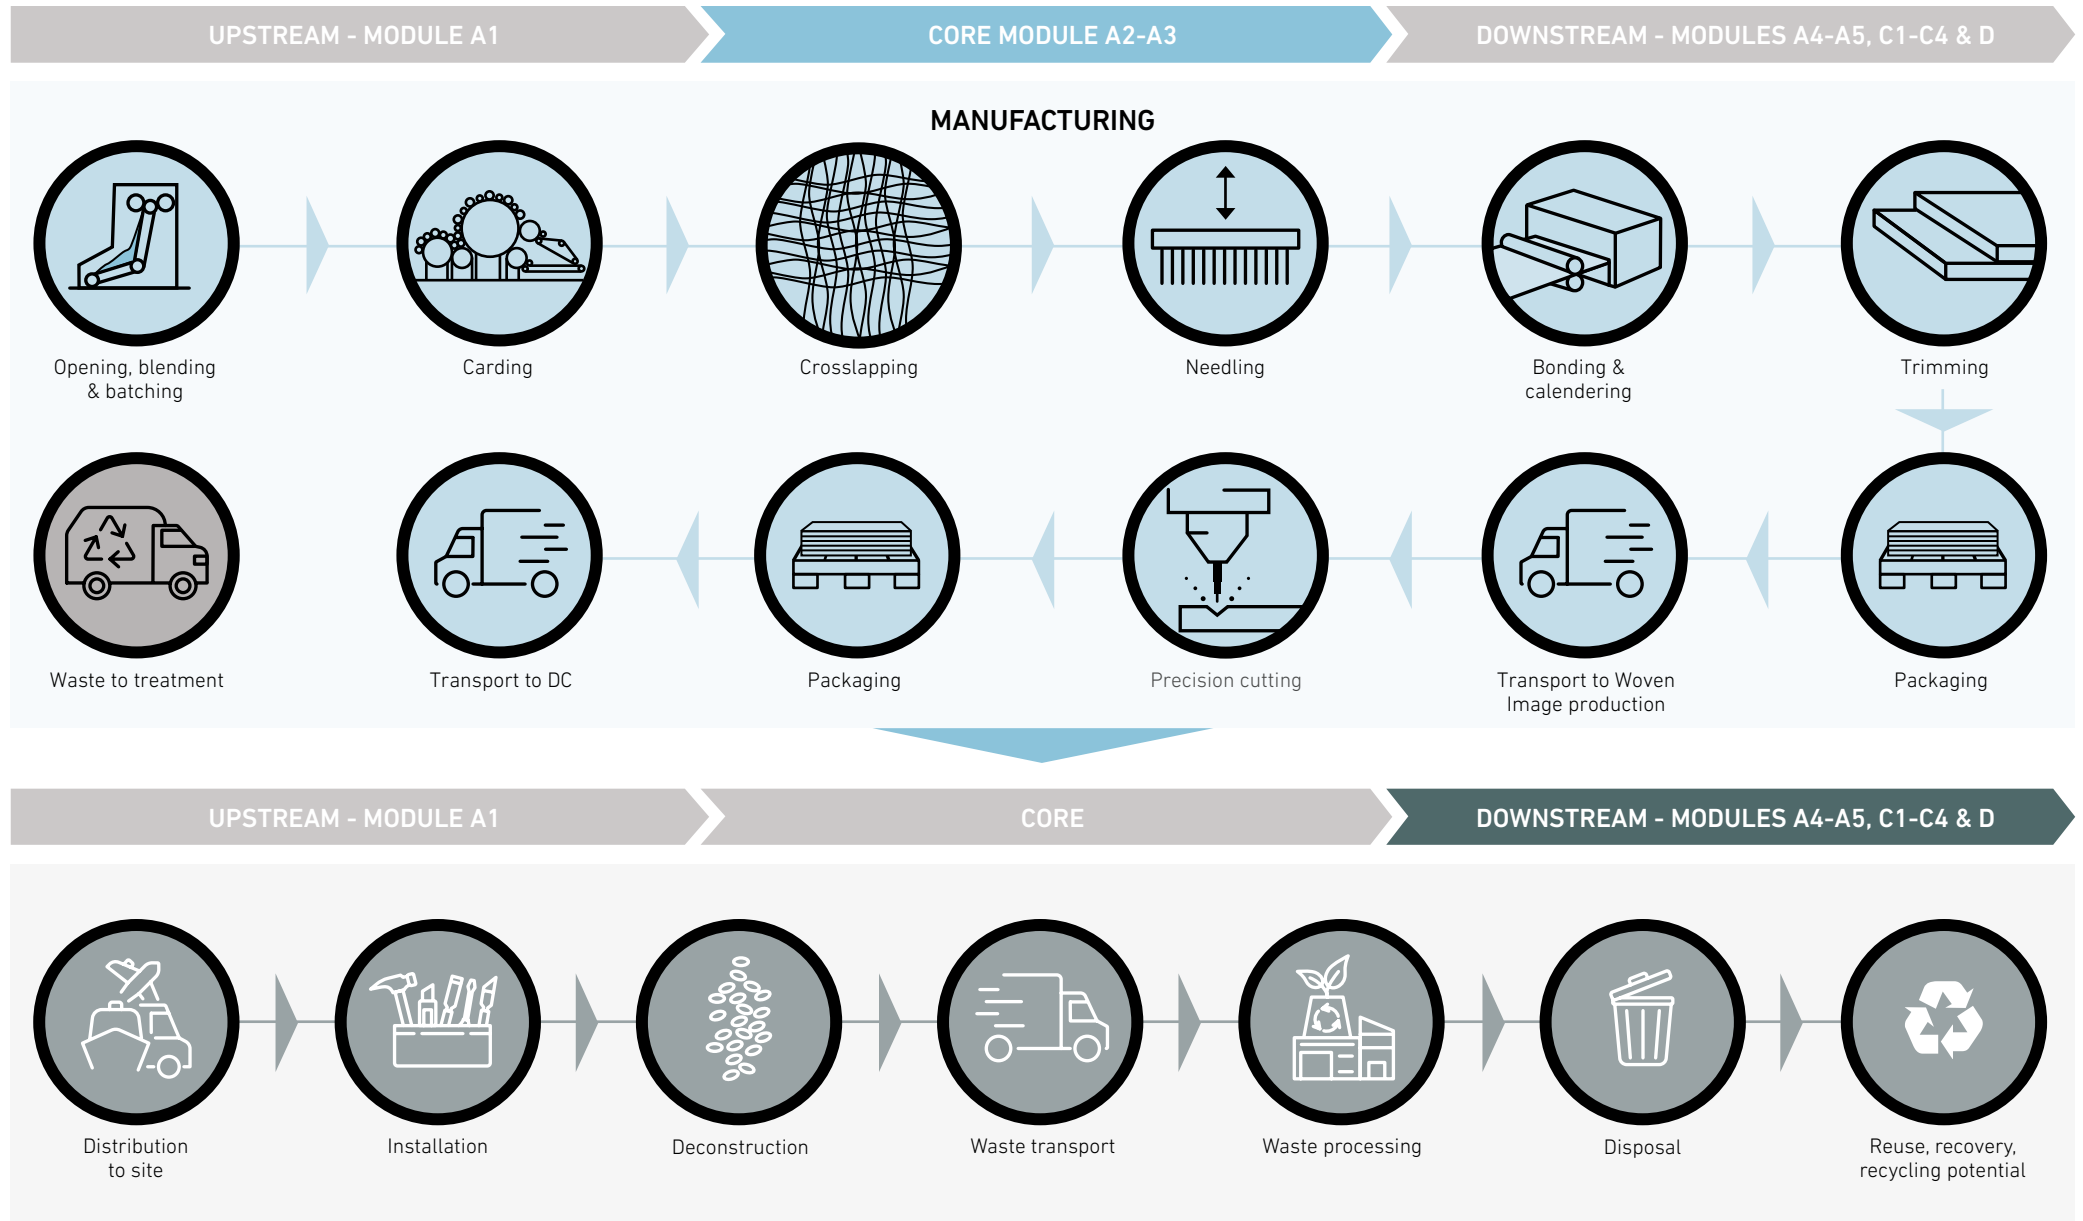 UPSTREAM - MODULE A1
CORE MODULE A2-A3
DOWNSTREAM - MODULES A4-A5, C1-C4 & D
MANUFACTURING
Opening, blending
& batching
Carding
Crosslapping
Needling
Bonding &
calendering
Trimming
Waste to treatment
Transport to DC
Packaging
Precision cutting
Transport to Woven
Image production
Packaging
UPSTREAM - MODULE A1
CORE
DOWNSTREAM - MODULES A4-A5, C1-C4 & D
Distribution
to site
Installation
Deconstruction
Waste transport
Waste processing
Disposal
Reuse, recovery,
recycling potential